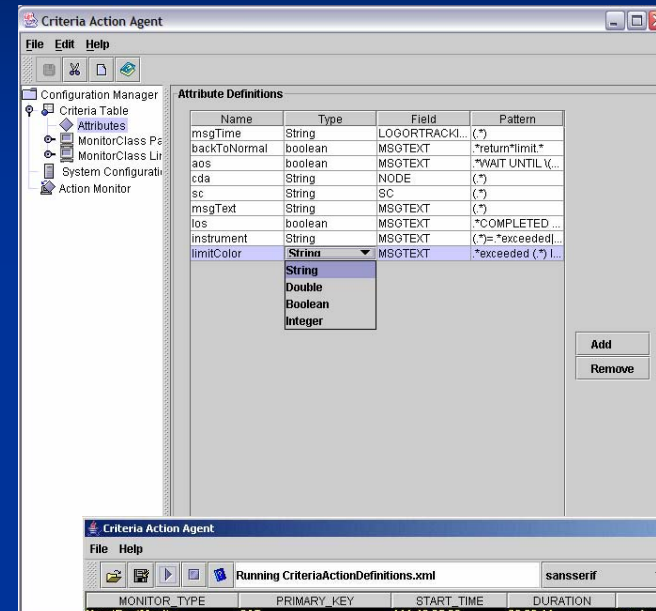 Criteria Action Agent
File Edit Help
Configuration Manager
Criteria Table
Attributes
MonitorClass Pa
MonitorClass Lir
System Configurati
Action Monitor
Attribute Definitions
Name Type Field Pattern
msgTime String LOGORTRACKI... (.*)
backToNormal boolean MSGTEXT .*return*limit.*
aos boolean MSGTEXT .*WAIT UNTIL \(...
cda String NODE (.*)
sc String SC (.*)
msgText String MSGTEXT (.*)
los boolean MSGTEXT .*COMPLETED ...
instrument String MSGTEXT (.*)=.*exceeded|...
limitColor String MSGTEXT .*exceeded (.*) l...
String
Double
Boolean
Integer
Add
Remove
Criteria Action Agent
File Help
Running CriteriaActionDefinitions.xml sansserif
MONITOR_TYPE PRIMARY_KEY START_TIME DURATION